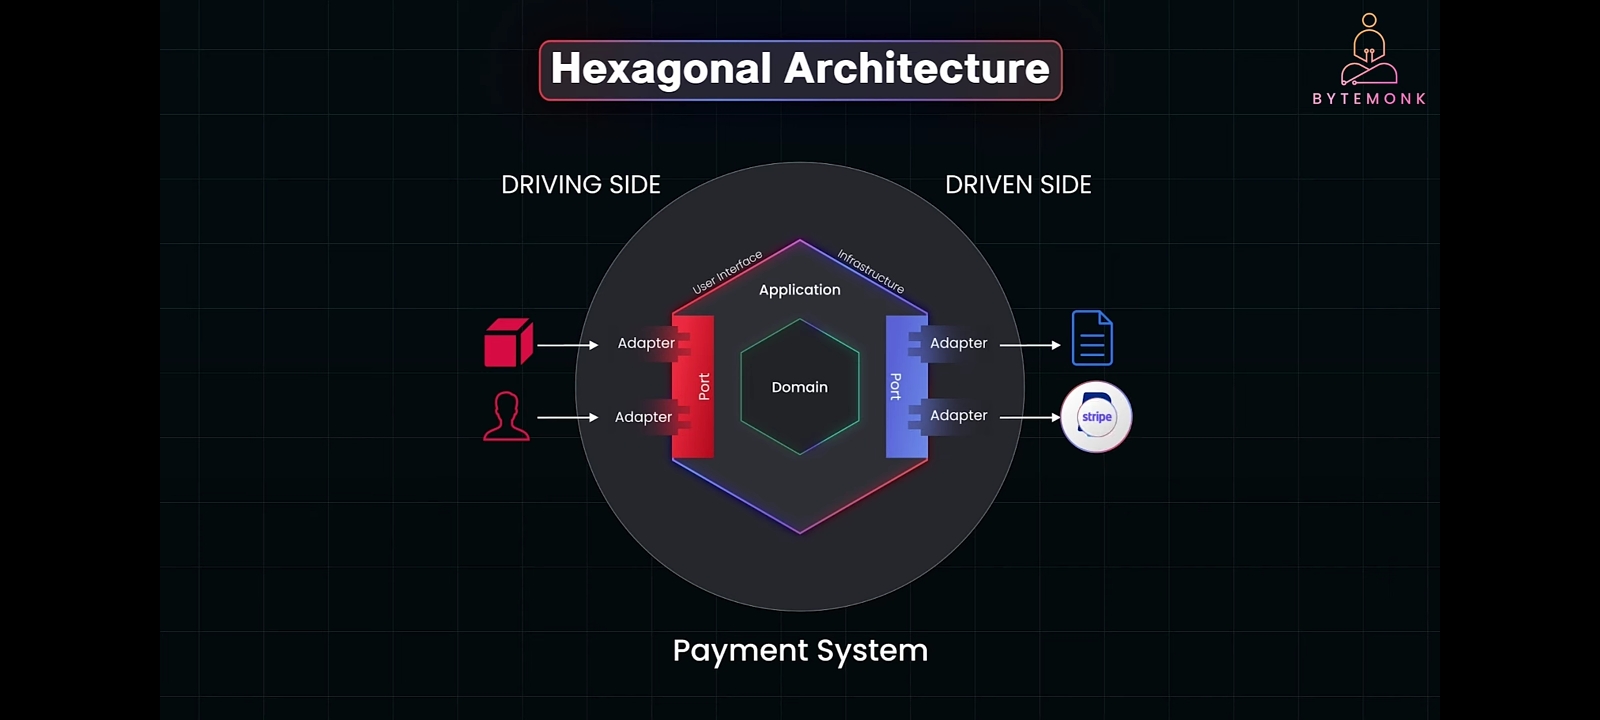 Hexagonal Architecture
BYTEMONK
DRIVING SIDE
DRIVEN SIDE
User Interface
Infrastructure
Application
Adapter
Adapter
Port
Domain
Port
Adapter
Adapter
stripe
Payment System